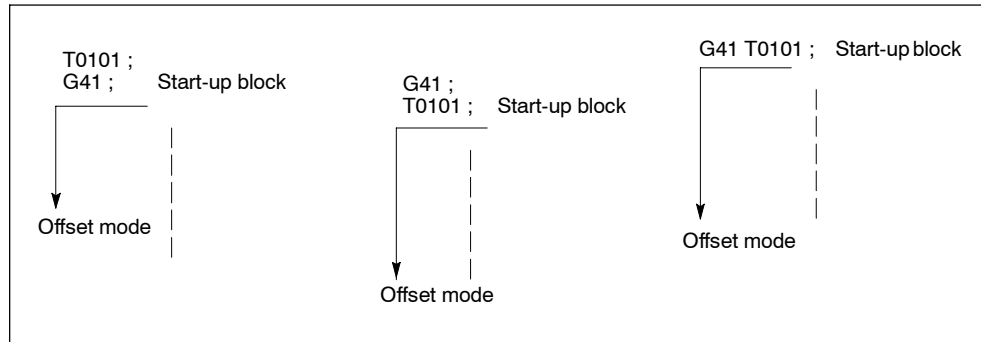 T0101 ;
G41 ; Start-up block
Offset mode
G41 ;
T0101 ; Start-up block
Offset mode
G41 T0101 ; Start-up block
Offset mode